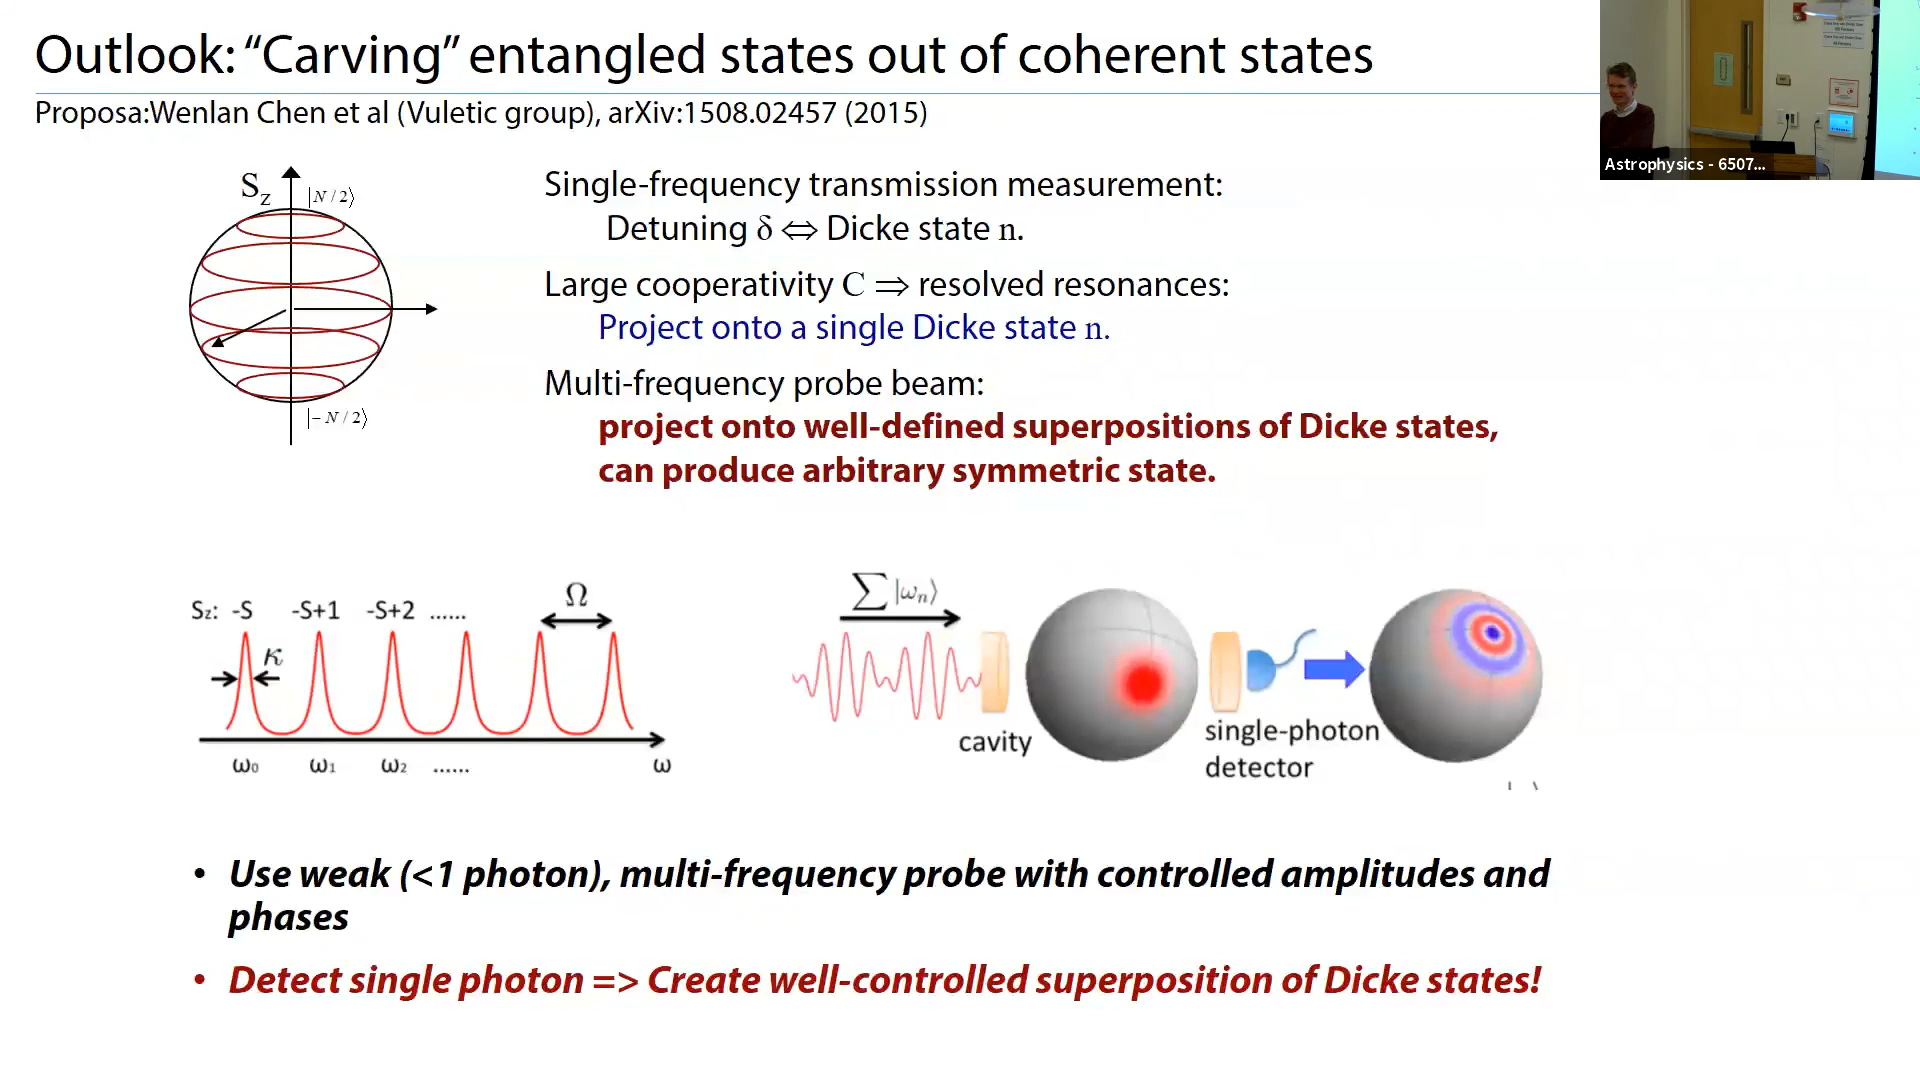 Outlook: “Carving” entangled states out of coherent states
Proposa:Wenlan Chen et al (Vuletic group), arXiv:1508.02457 (2015)
Astrophysics - 6507...
Sz
|N/2⟩
|-N/2⟩
Single-frequency transmission measurement:
Detuning δ ⇔ Dicke state n.
Large cooperativity C ⇒ resolved resonances:
Project onto a single Dicke state n.
Multi-frequency probe beam:
project onto well-defined superpositions of Dicke states,
can produce arbitrary symmetric state.
Sz: -S -S+1 -S+2 ......
Ω
κ
ω₀ ω₁ ω₂ ...... ω
∑|ωn⟩
cavity
single-photon
detector
• Use weak (<1 photon), multi-frequency probe with controlled amplitudes and
phases
• Detect single photon => Create well-controlled superposition of Dicke states!